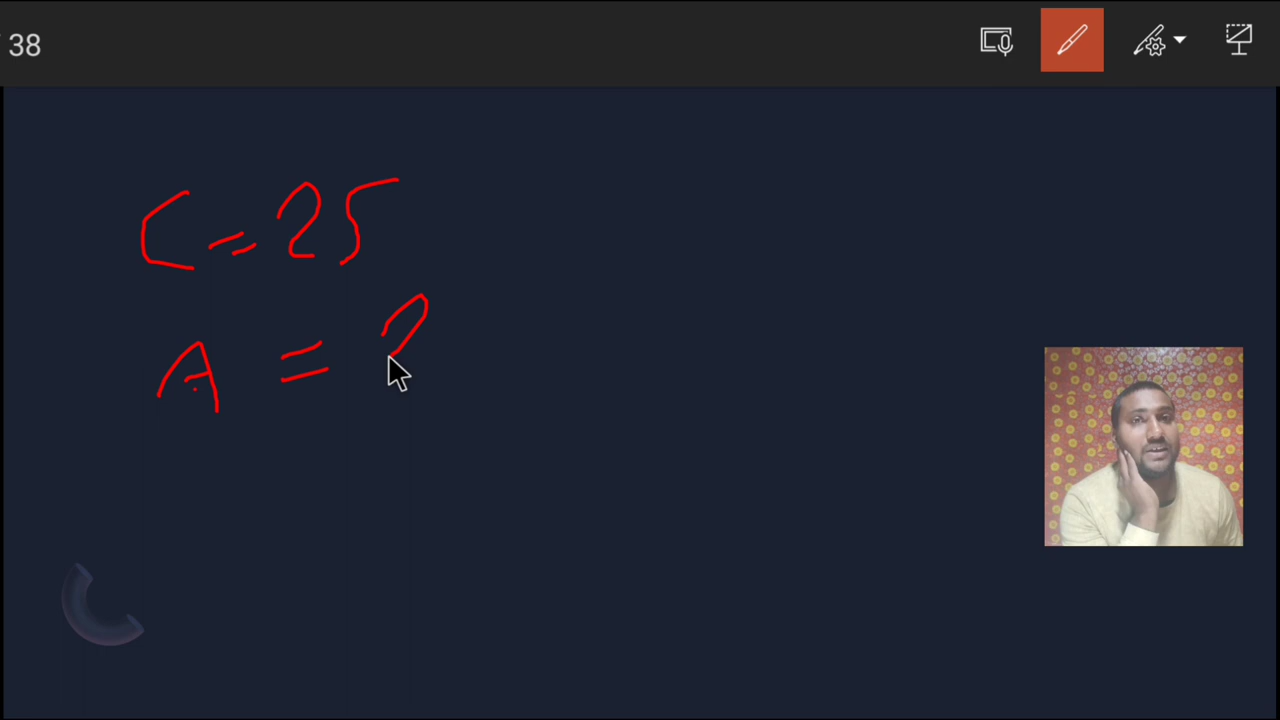 38
C = 25
A = ?